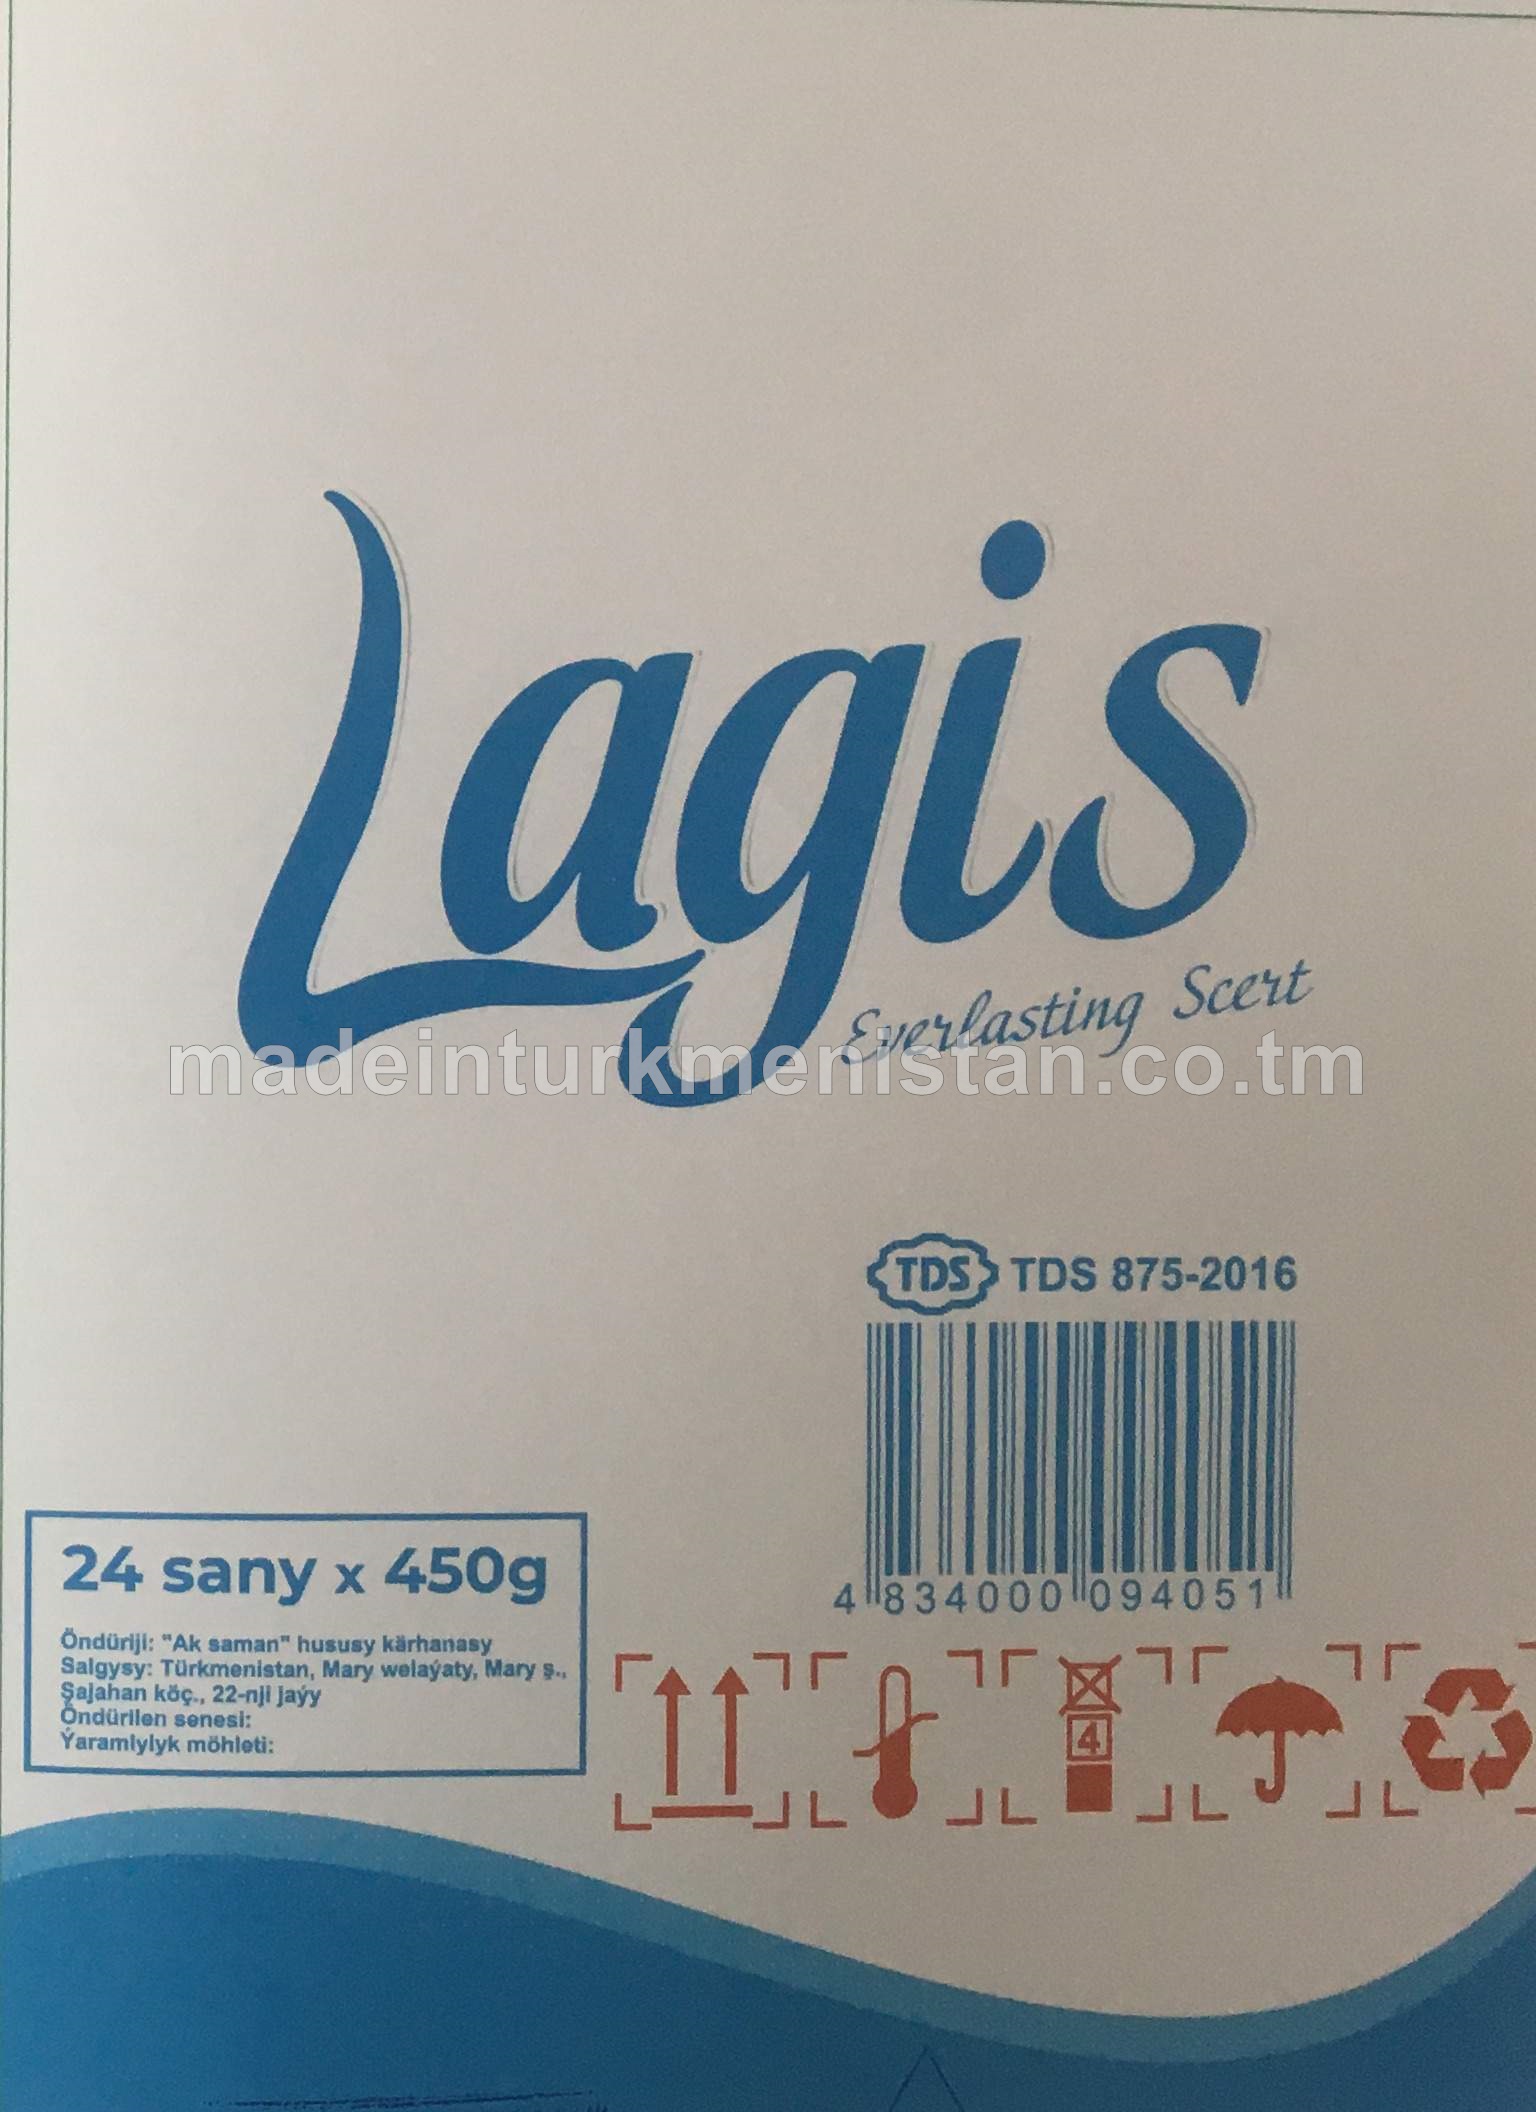 Lagis
Everlasting Scert
madeinturkmenistan.co.tm
TDS TDS 875-2016
4 834000 094051
24 sany x 450g
Öndüriji: "Ak saman" hususy kärhanasy
Salgysy: Türkmenistan, Mary welaýaty, Mary ş.,
Şajahan köç., 22-nji jaýy
Öndürilen senesi:
Ýaramlylyk möhleti:
4